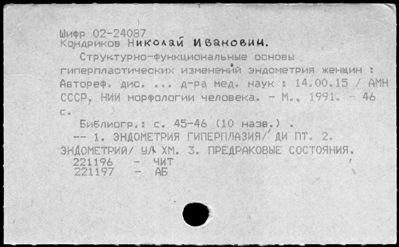 Шифр 02-24087
Кондриков Николай Иванович.
Структурно-функциональные основы
гиперпластических изменений эндометрия женщин :
Автореф. дис. ... д-ра мед. наук : 14.00.15 / АМН
СССР, НИИ морфологии человека. - М., 1991. - 46
с.
Библиогр.: с. 45-46 (10 назв.) .
-- 1. ЭНДОМЕТРИЯ ГИПЕРПЛАЗИЯ/ ДИ ПТ. 2.
ЭНДОМЕТРИЙ/ УЛ ХМ. 3. ПРЕДРАКОВЫЕ СОСТОЯНИЯ.
221196 - ЧИТ
221197 - АБ